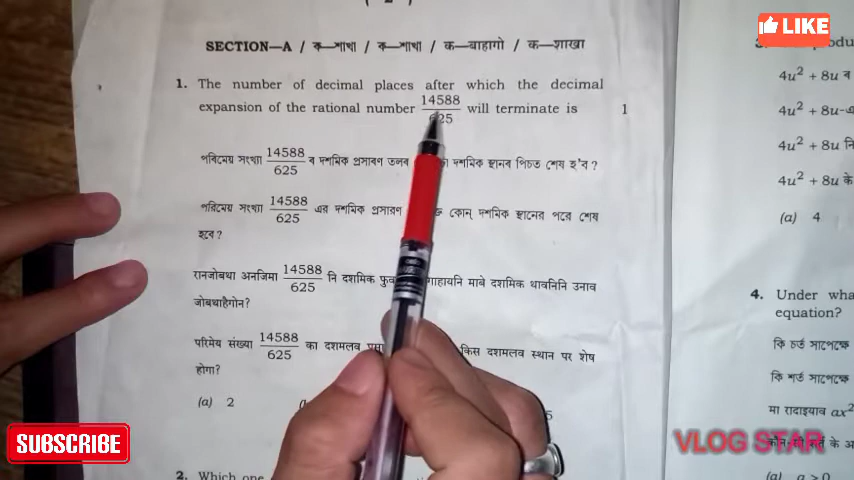 SECTION—A / ক—শাখা / ক—শাখা / क—बाहागो / क—शाखा
1. The number of decimal places after which the decimal
expansion of the rational number 14588/625 will terminate is 1
পৰিমেয় সংখ্যা 14588/625 ৰ দশমিক প্ৰসাৰণ দশমিক স্থানৰ পিচত শেষ হ'ব ?
পরিমেয় সংখ্যা 14588/625 এর দশমিক প্রসারণ কোন্ দশমিক স্থানের পরে শেষ
হবে ?
रानजोबथा अनजिमा 14588/625 नि दशमिक माबे दशमिक थावनिनि उनाव
जोबथाहैगोन?
परिमेय संख्या 14588/625 का दशमलव किस दशमलव स्थान पर शेष
होगा?
(a) 2
2. Which one
4u² + 8u ৰ
4u² + 8u-এ
4u² + 8u नि
4u² + 8u के
(a) 4
4. Under wha
equation?
কি চৰ্ত সাপেক্ষে
কি শর্ত সাপেক্ষে
मा रादाइयाव ax²
(a) a > 0
LIKE
SUBSCRIBE
VLOG STAR